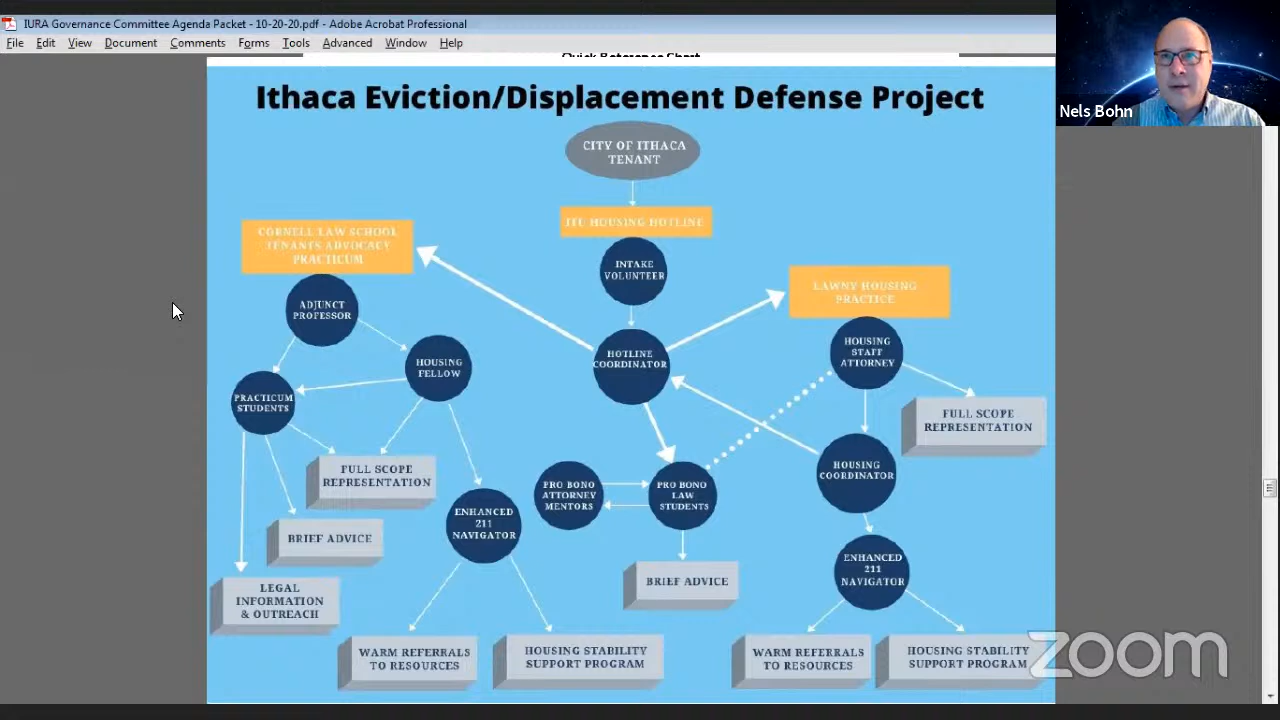 IURA Governance Committee Agenda Packet - 10-20-20.pdf - Adobe Acrobat Professional
File Edit View Document Comments Forms Tools Advanced Window Help
Quick Reference Chart
Nels Bohn
Ithaca Eviction/Displacement Defense Project
CITY OF ITHACA
TENANT
ITU HOUSING HOTLINE
INTAKE
VOLUNTEER
CORNELL LAW SCHOOL
TENANTS ADVOCACY
PRACTICUM
LAWNY HOUSING
PRACTICE
ADJUNCT
PROFESSOR
HOUSING
FELLOW
PRACTICUM
STUDENTS
HOTLINE
COORDINATOR
HOUSING
STAFF
ATTORNEY
FULL SCOPE
REPRESENTATION
FULL SCOPE
REPRESENTATION
BRIEF ADVICE
LEGAL
INFORMATION
& OUTREACH
ENHANCED
211
NAVIGATOR
PRO BONO
ATTORNEY
MENTORS
PRO BONO
LAW
STUDENTS
BRIEF ADVICE
HOUSING
COORDINATOR
ENHANCED
211
NAVIGATOR
WARM REFERRALS
TO RESOURCES
HOUSING STABILITY
SUPPORT PROGRAM
WARM REFERRALS
TO RESOURCES
HOUSING STABILITY
SUPPORT PROGRAM
zoom